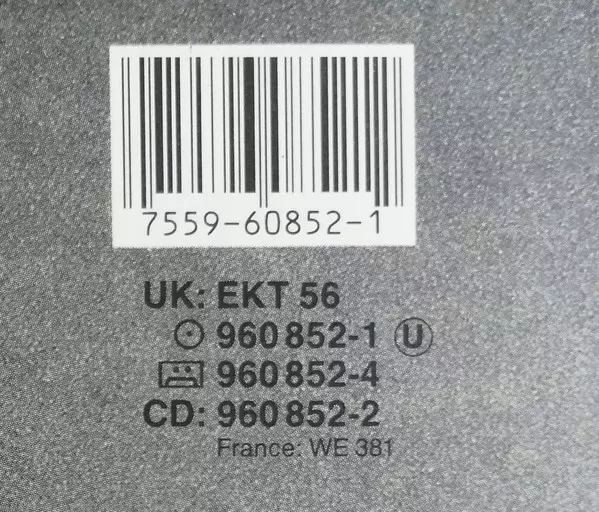 7559-60852-1
UK: EKT 56
960 852-1 U
960 852-4
CD: 960 852-2
France: WE 381